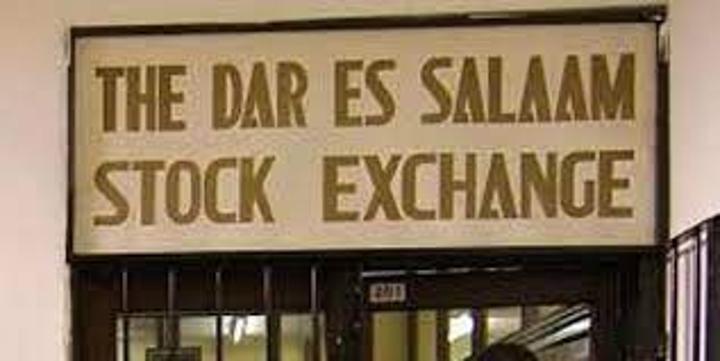 THE DAR ES SALAAM
STOCK EXCHANGE